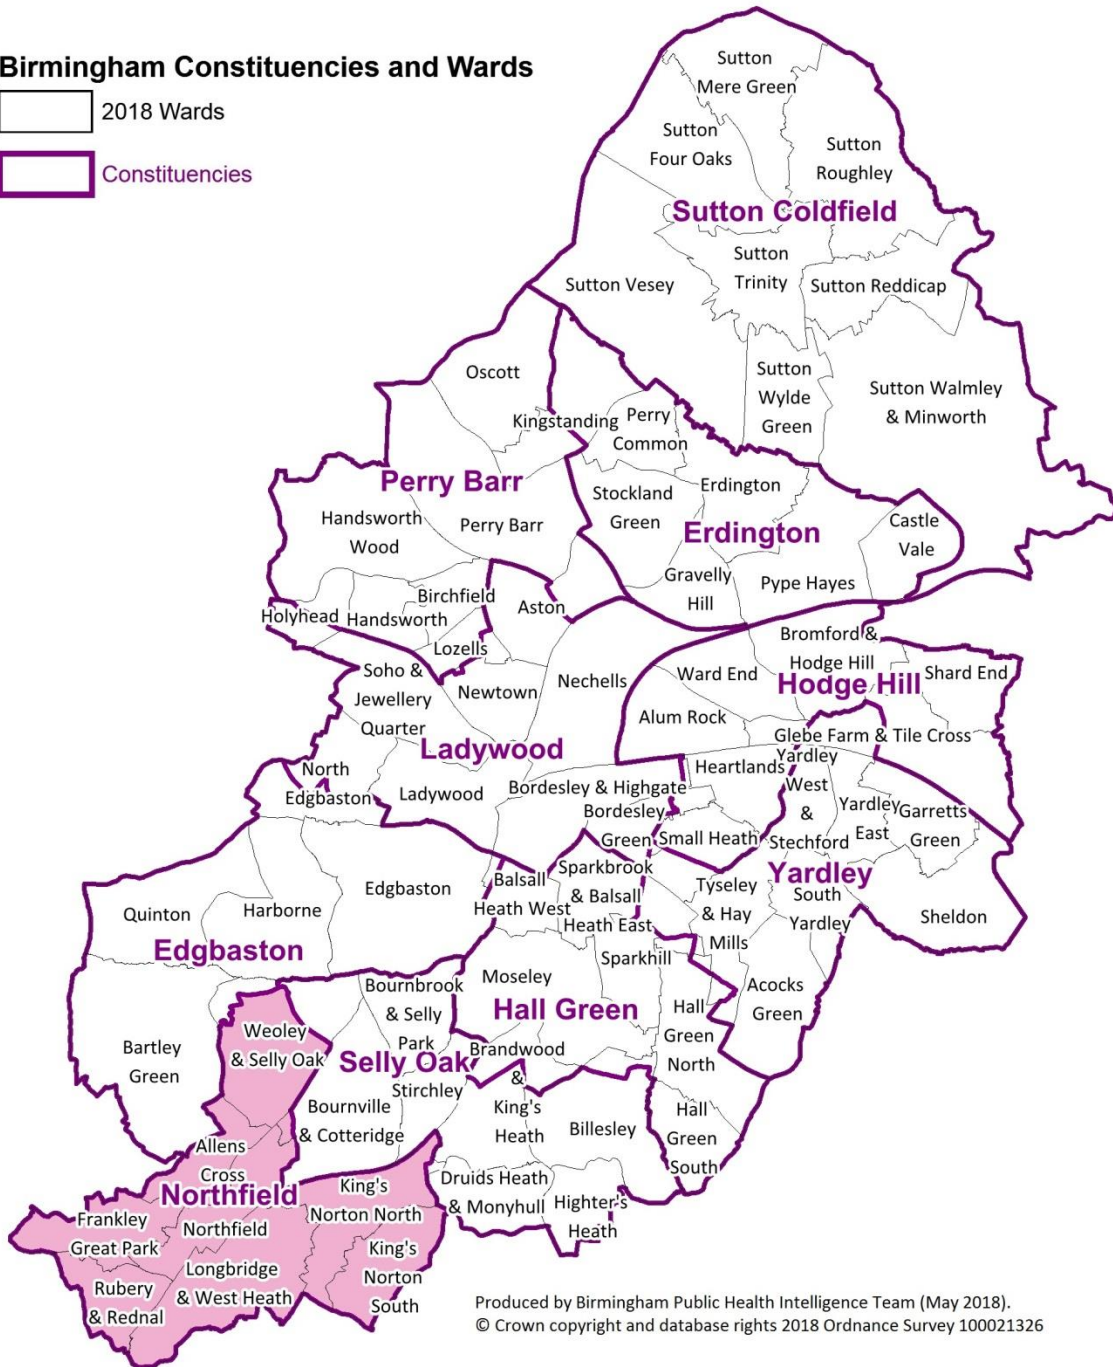 Birmingham Constituencies and Wards
2018 Wards
Constituencies
Sutton
Mere Green
Sutton
Four Oaks
Sutton
Roughley
Sutton Coldfield
Sutton
Trinity
Sutton Vesey
Sutton Reddicap
Sutton
Wylde
Green
Sutton Walmley
& Minworth
Oscott
Kingstanding
Perry
Common
Perry Barr
Handsworth
Wood
Perry Barr
Stockland
Green
Erdington
Erdington
Castle
Vale
Gravelly
Hill
Pype Hayes
Birchfield
Aston
Holyhead
Handsworth
Lozells
Soho &
Jewellery
Quarter
Newtown
Nechells
Bromford &
Hodge Hill
Ward End
Shard End
Hodge Hill
Alum Rock
Glebe Farm & Tile Cross
Ladywood
North
Edgbaston
Ladywood
Bordesley & Highgate
Bordesley
Green
Heartlands
Small Heath
Yardley
West
&
Stechford
Yardley
East
Garretts
Green
Yardley
South
Yardley
Sheldon
Balsall
Heath West
Sparkbrook
& Balsall
Heath East
Tyseley
& Hay
Mills
Edgbaston
Quinton
Harborne
Edgbaston
Sparkhill
Moseley
Hall Green
Hall
Green
North
Acocks
Green
Bournbrook
& Selly
Park
Bartley
Green
Weoley
& Selly Oak
Selly Oak
Brandwood
&
King's
Heath
Stirchley
Bournville
& Cotteridge
Billesley
Hall
Green
South
Allens
Cross
Northfield
King's
Norton North
Druids Heath
& Monyhull
Highter's
Heath
Frankley
Great Park
Northfield
King's
Norton
South
Rubery
& Rednal
Longbridge
& West Heath
Produced by Birmingham Public Health Intelligence Team (May 2018).
© Crown copyright and database rights 2018 Ordnance Survey 100021326